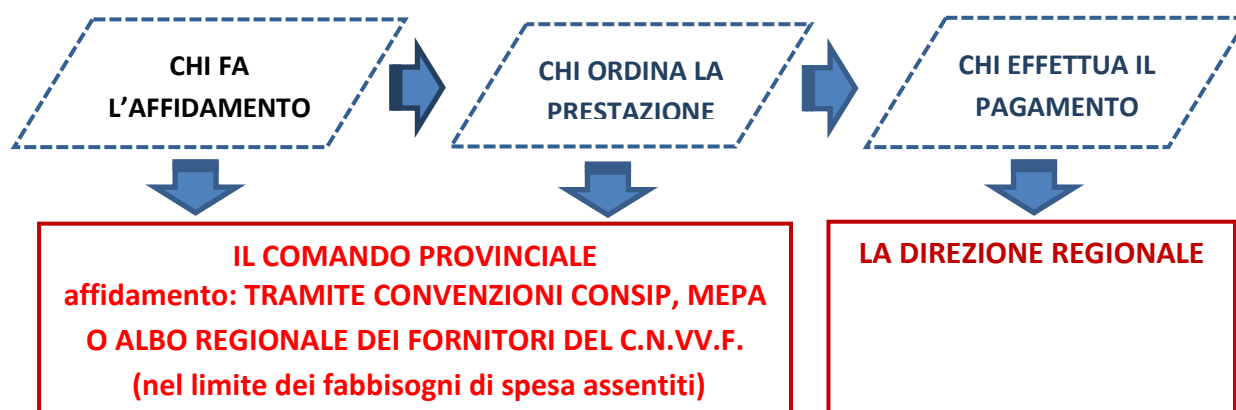 CHI FA
L’AFFIDAMENTO
CHI ORDINA LA
PRESTAZIONE
CHI EFFETTUA IL
PAGAMENTO
IL COMANDO PROVINCIALE
affidamento: TRAMITE CONVENZIONI CONSIP, MEPA
O ALBO REGIONALE DEI FORNITORI DEL C.N.VV.F.
(nel limite dei fabbisogni di spesa assentiti)
LA DIREZIONE REGIONALE